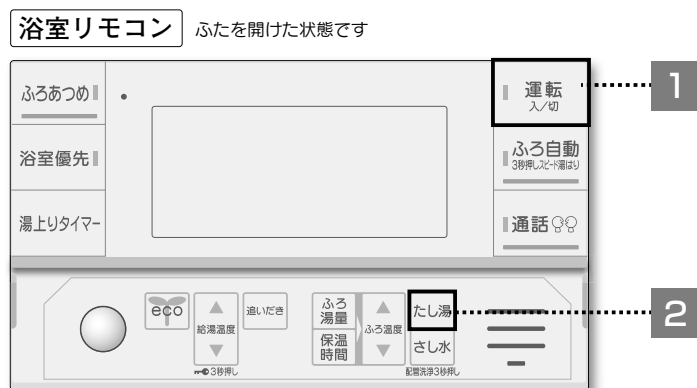 浴室リモコン ふたを開けた状態です
ふろあつめ
運転
入/切
1
浴室優先
ふろ自動
3秒押しスピード湯はり
湯上りタイマー
通話
eco
給湯温度
3秒押し
追いだき
ふろ
湯量
保温
時間
ふろ温度
たし湯
2
さし水
配管洗浄3秒押し